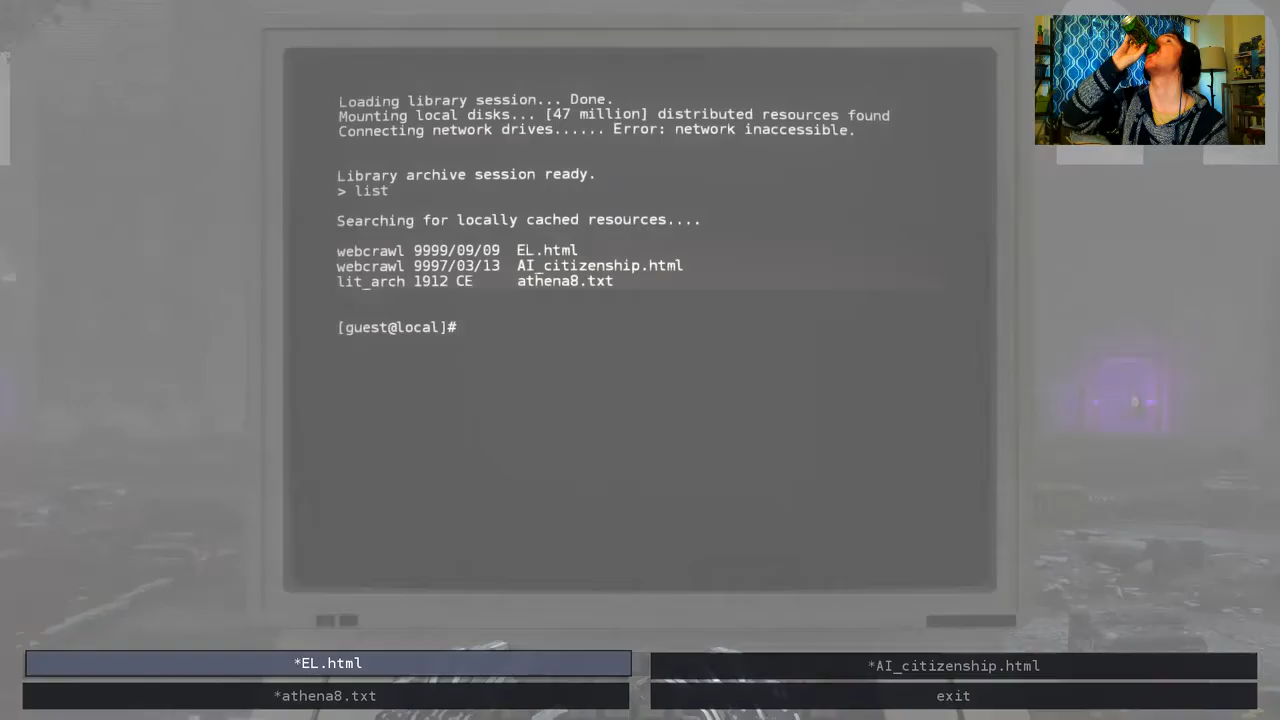 Loading library session... Done.
Mounting local disks... [47 million] distributed resources found
Connecting network drives...... Error: network inaccessible.
Library archive session ready.
> list
Searching for locally cached resources....
webcrawl 9999/09/09 EL.html
webcrawl 9997/03/13 AI_citizenship.html
lit_arch 1912 CE athena8.txt
[guest@local]#
*EL.html
*AI_citizenship.html
*athena8.txt
exit